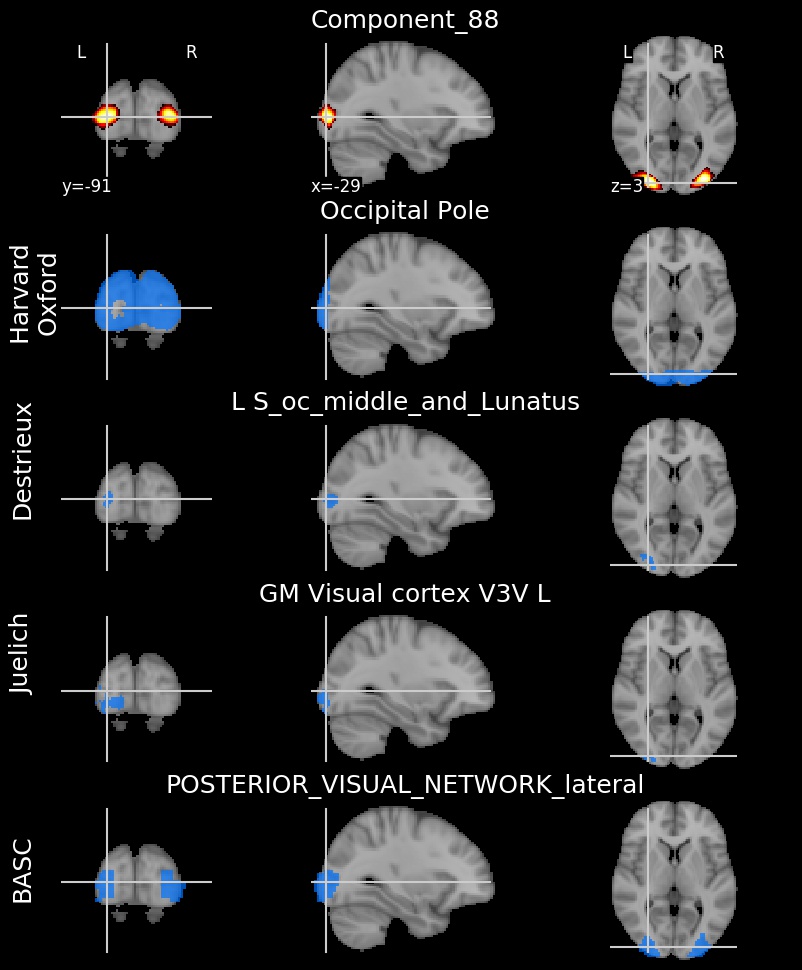 Component_88
L R
L R
y=-91
x=-29
z=3
Occipital Pole
Harvard
Oxford
L S_oc_middle_and_Lunatus
Destrieux
GM Visual cortex V3V L
Juelich
POSTERIOR_VISUAL_NETWORK_lateral
BASC